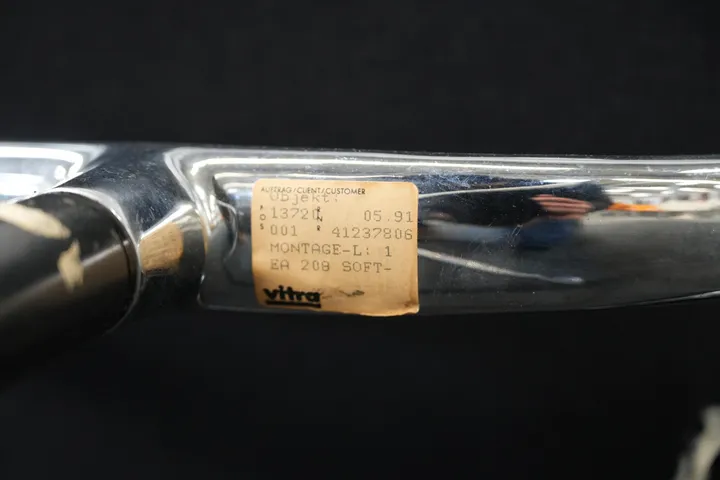 AUFTRAG/CLIENT/CUSTOMER
Objekt:
13720 05.91
001 41237806
MONTAGE-L: 1
EA 208 SOFT-
vitra